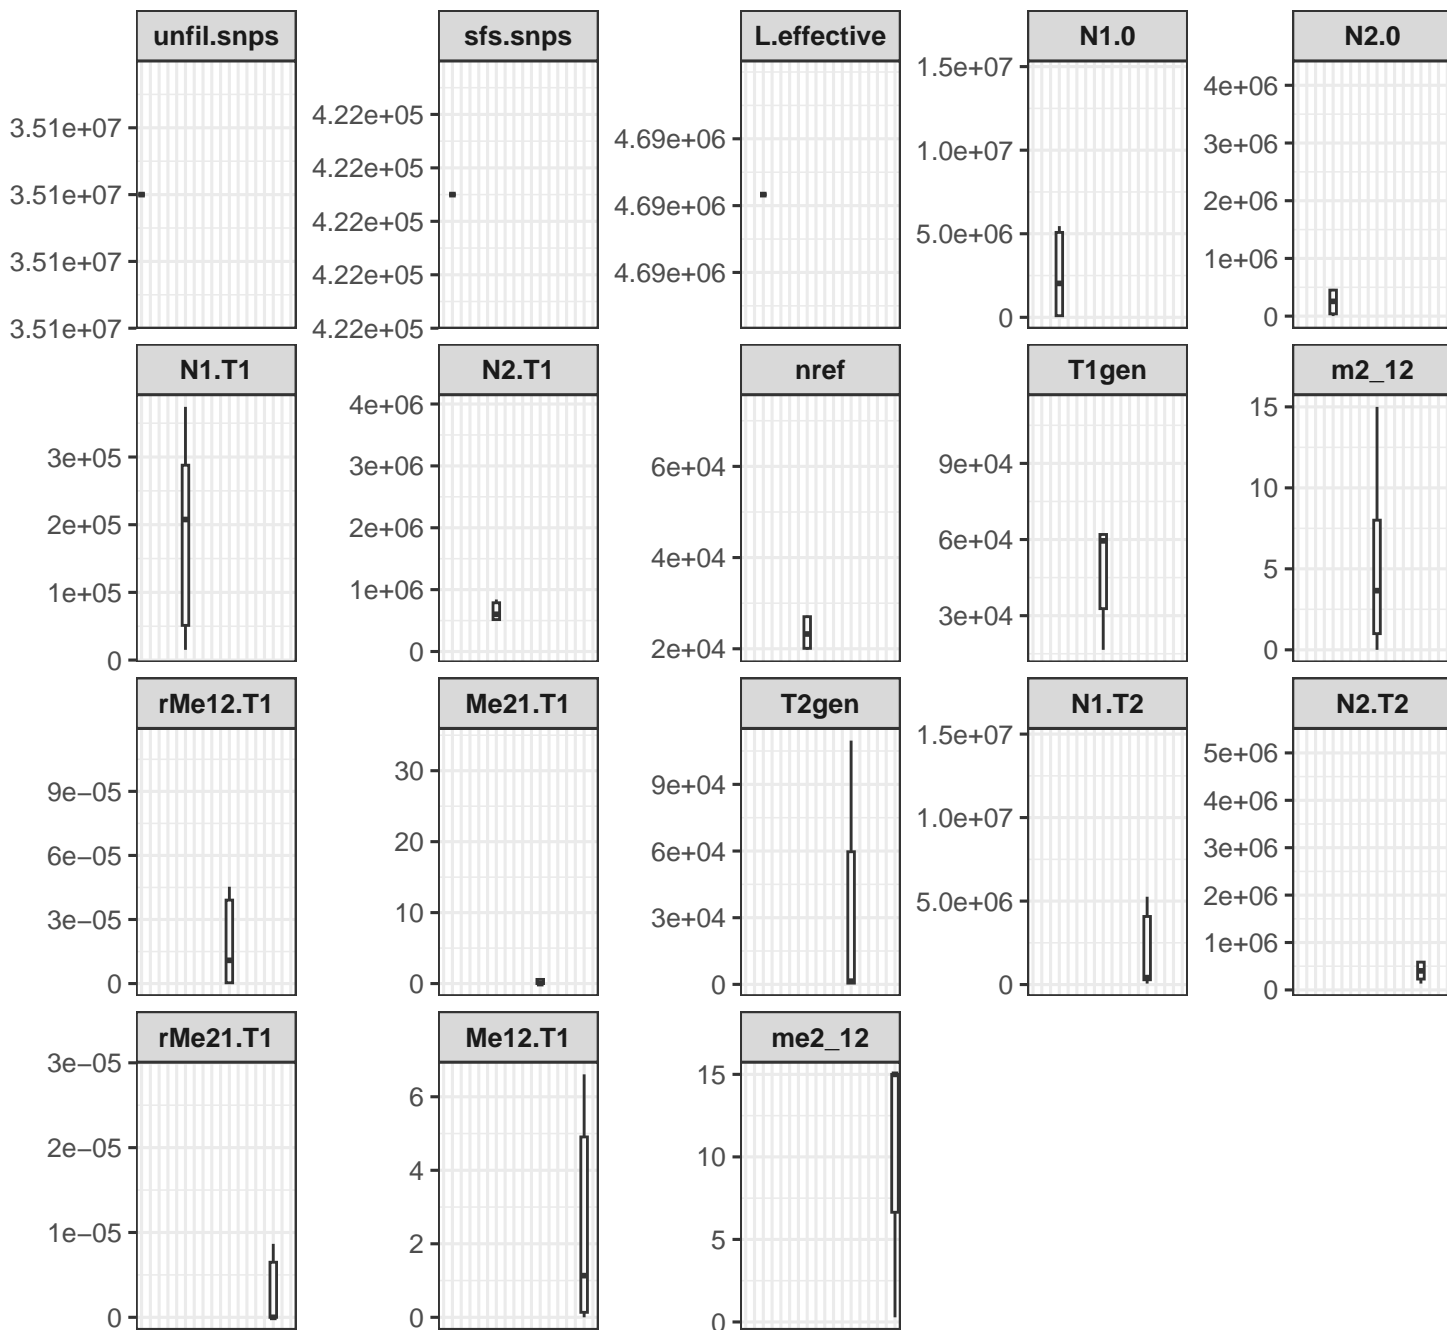 unfil.snps
3.51e+07
3.51e+07
3.51e+07
3.51e+07
sfs.snps
4.22e+05
4.22e+05
4.22e+05
4.22e+05
4.22e+05
L.effective
4.69e+06
4.69e+06
4.69e+06
N1.0
1.5e+07
1.0e+07
5.0e+06
0
N2.0
4e+06
3e+06
2e+06
1e+06
0
N1.T1
3e+05
2e+05
1e+05
0
N2.T1
4e+06
3e+06
2e+06
1e+06
0
nref
6e+04
4e+04
2e+04
T1gen
9e+04
6e+04
3e+04
m2_12
15
10
5
0
rMe12.T1
9e−05
6e−05
3e−05
0
Me21.T1
30
20
10
0
T2gen
9e+04
6e+04
3e+04
0
N1.T2
1.5e+07
1.0e+07
5.0e+06
0
N2.T2
5e+06
4e+06
3e+06
2e+06
1e+06
0
rMe21.T1
3e−05
2e−05
1e−05
0
Me12.T1
6
4
2
0
me2_12
15
10
5
0